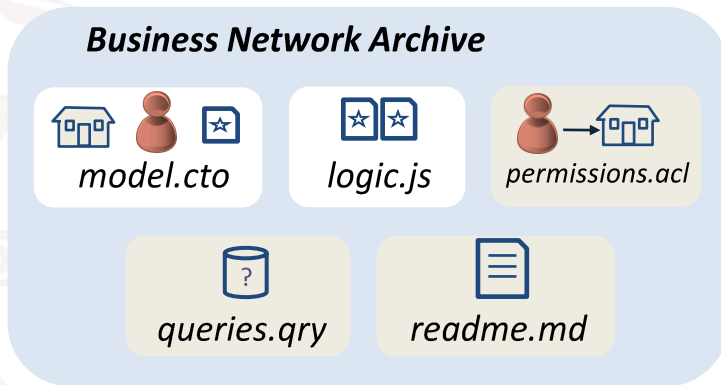 Business Network Archive
model.cto
logic.js
permissions.acl
?
queries.qry
readme.md